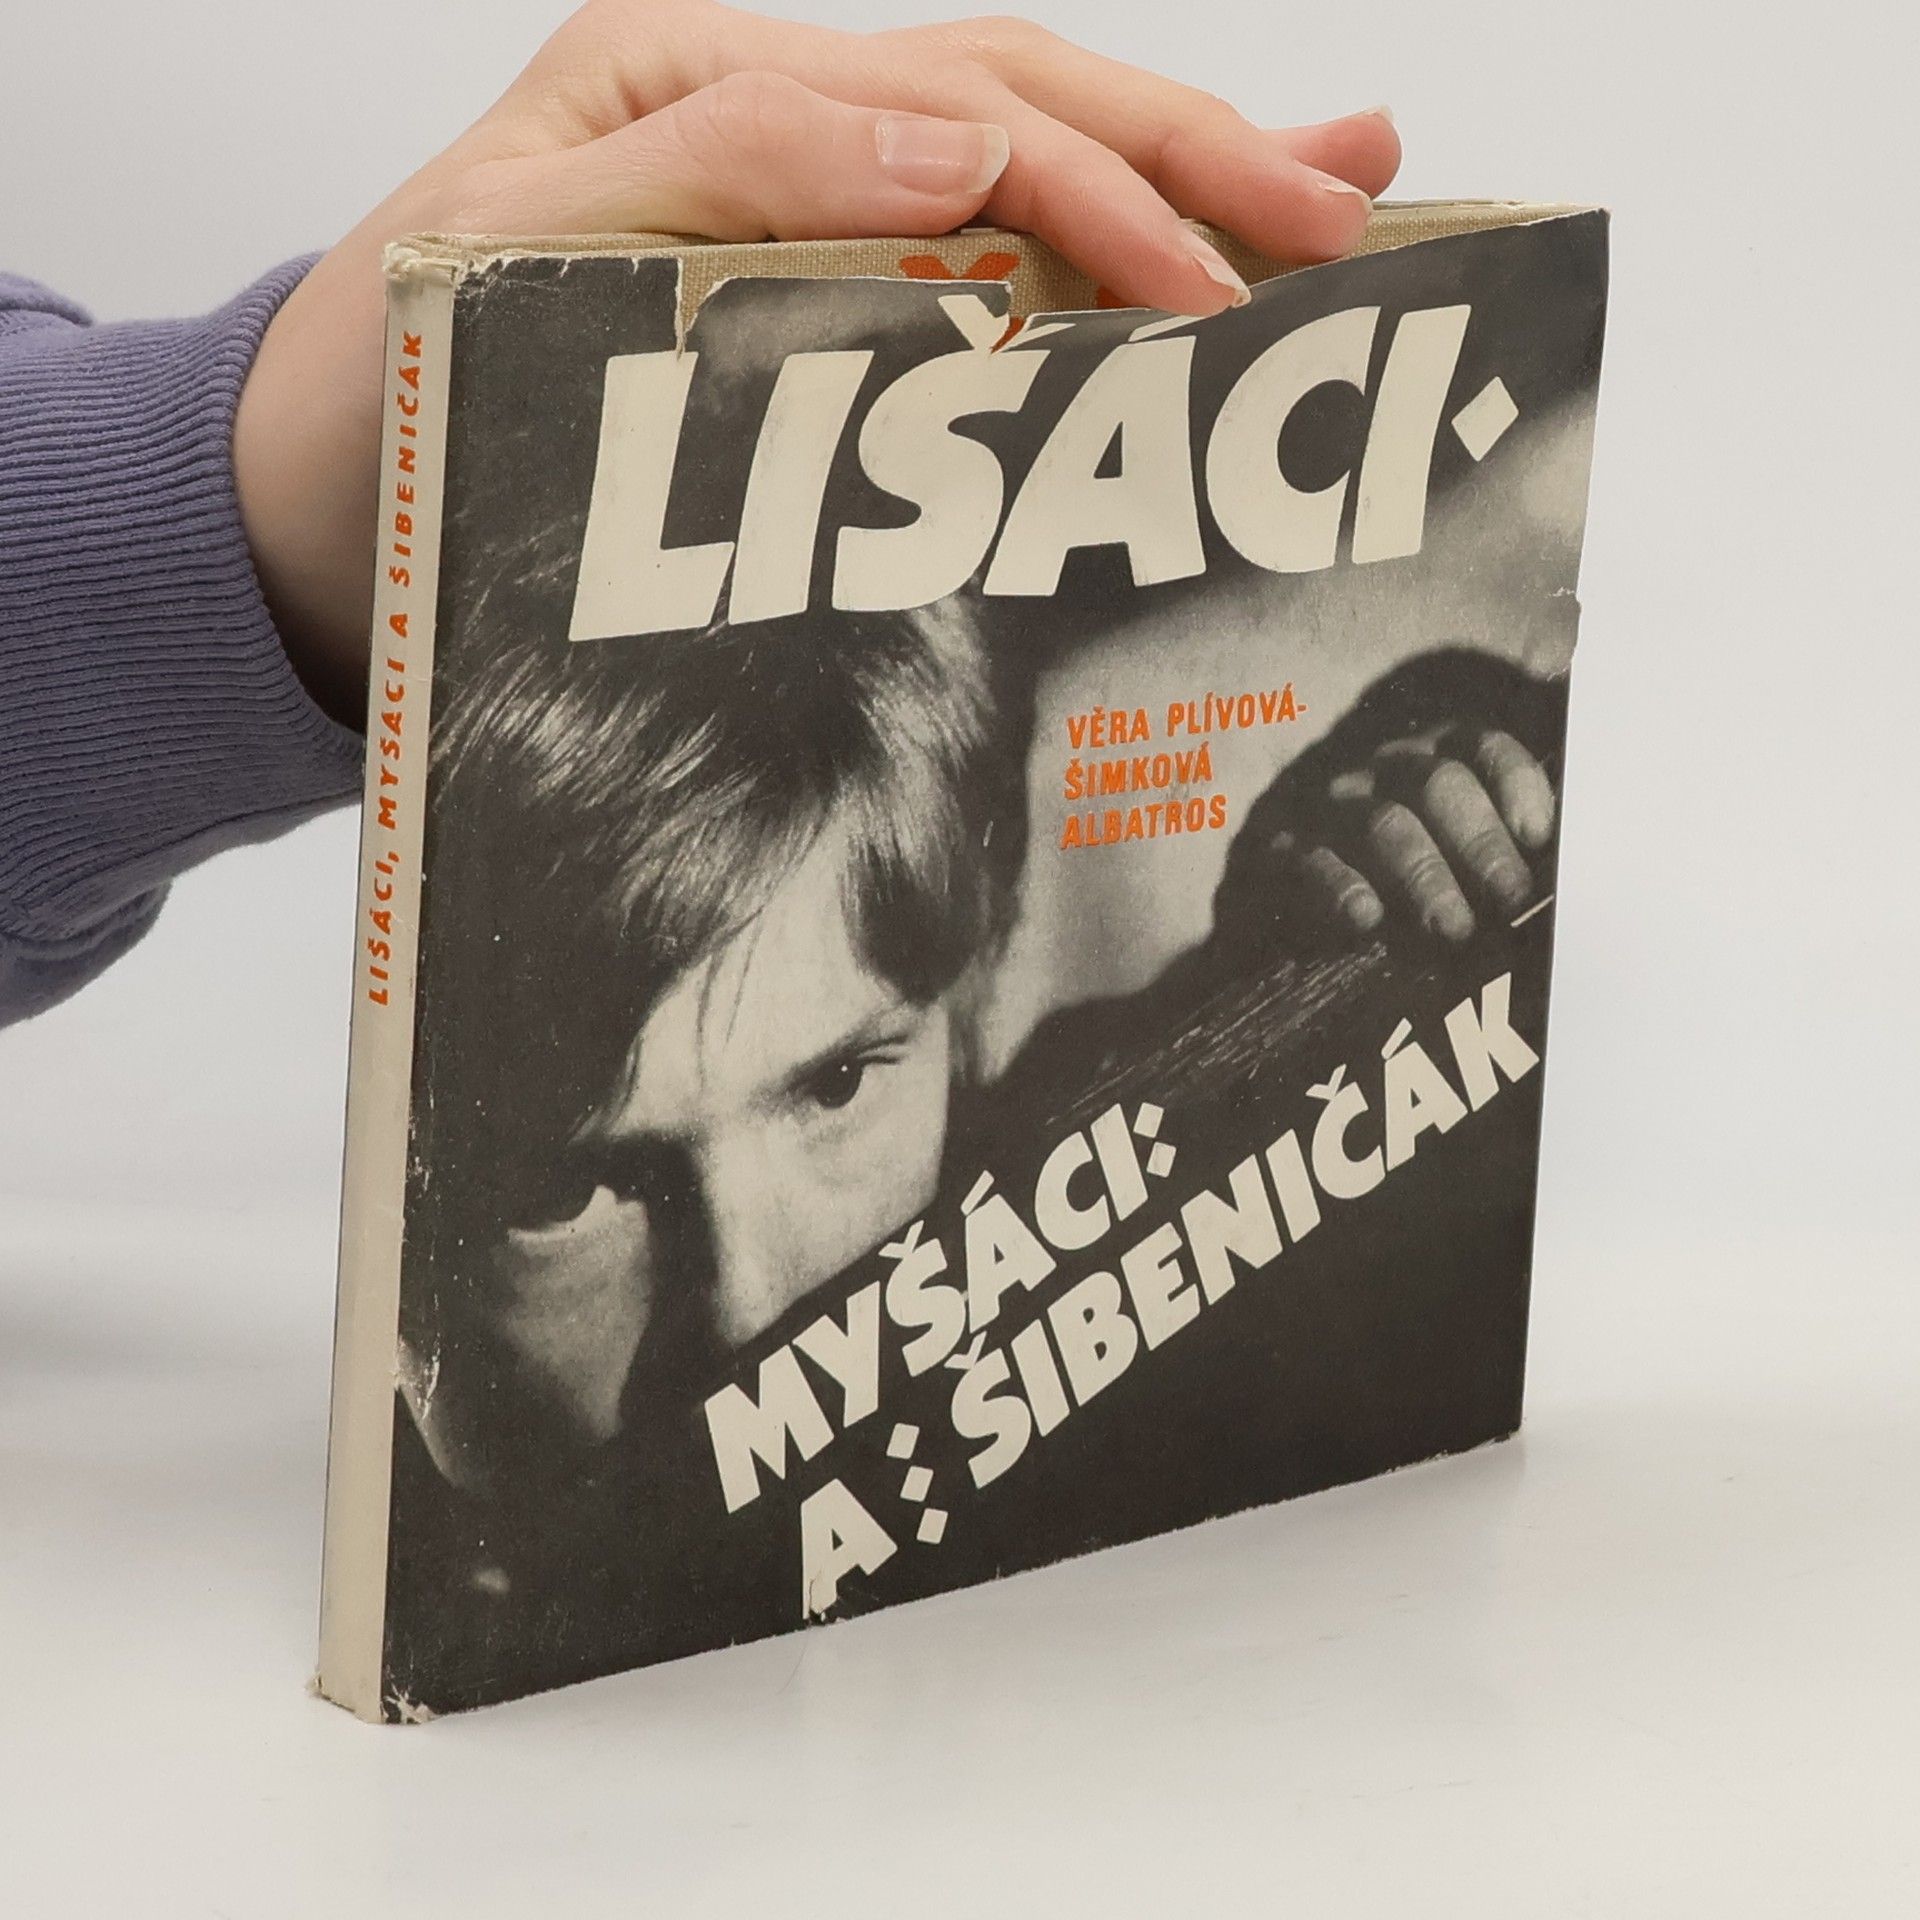 LIŠÁCI, MYŠÁCI A ŠIBENIČÁK
LIŠÁCI·
VĚRA PLÍVOVÁ-
ŠIMKOVÁ
ALBATROS
MYŠÁCI:
A ŠIBENIČÁK